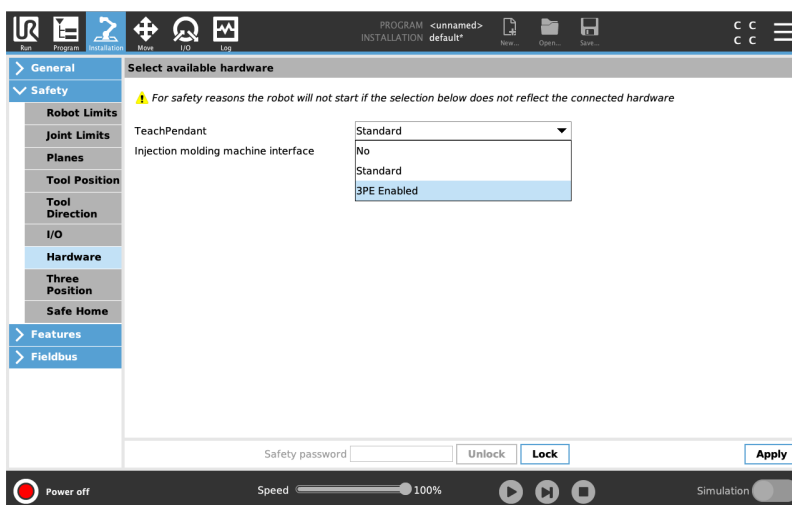 UR
Run
Program
Installation
Move
I/O
Log
PROGRAM <unnamed>
INSTALLATION default*
New...
Open...
Save...
C C
C C
General
Safety
Robot Limits
Joint Limits
Planes
Tool Position
Tool
Direction
I/O
Hardware
Three
Position
Safe Home
Features
Fieldbus
Select available hardware
For safety reasons the robot will not start if the selection below does not reflect the connected hardware
TeachPendant Standard
Injection molding machine interface No
Standard
3PE Enabled
Safety password Unlock Lock Apply
Power off Speed 100% Simulation